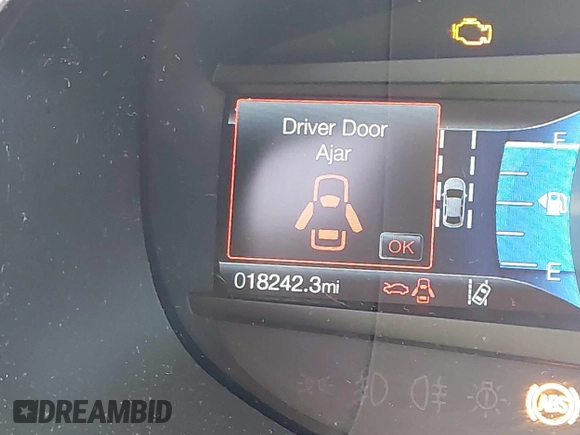 Driver Door
Ajar
OK
F
E
018242.3mi
ABS
DREAMBID